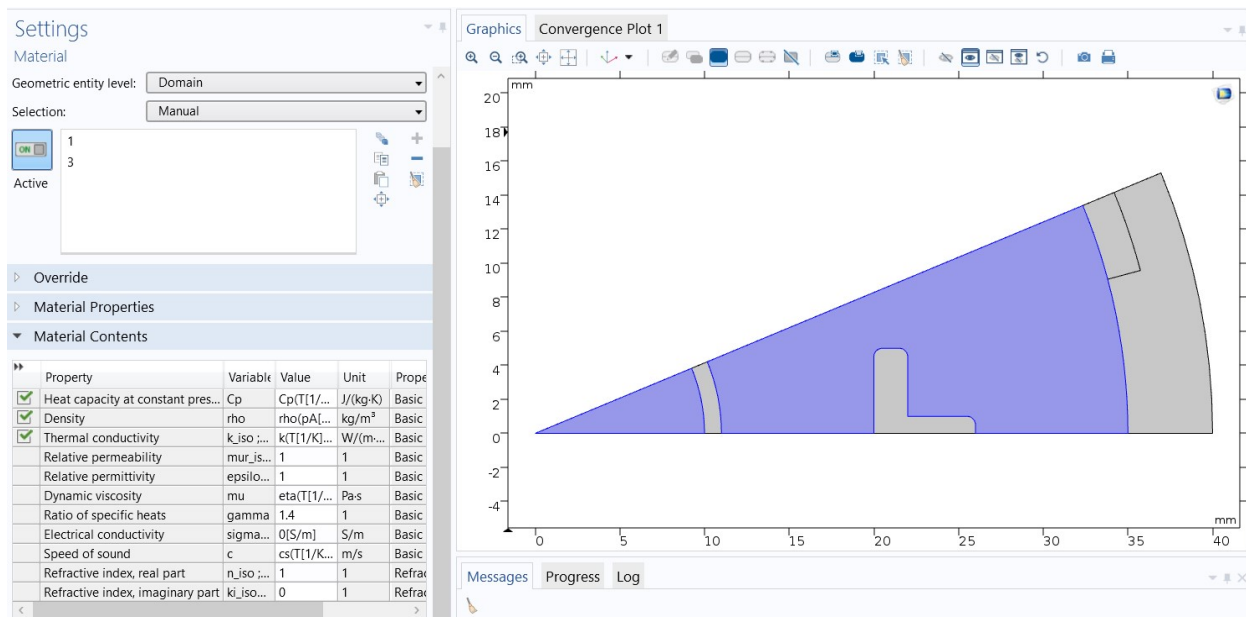 Settings
Material
Geometric entity level: Domain
Selection: Manual
ON
Active
1
3
Override
Material Properties
Material Contents
Property Variable Value Unit Prope
Heat capacity at constant pres... Cp Cp(T[1/... J/(kg·K) Basic
Density rho rho(pA[... kg/m³ Basic
Thermal conductivity k_iso ;... k(T[1/K]... W/(m·... Basic
Relative permeability mur_is... 1 1 Basic
Relative permittivity epsilo... 1 1 Basic
Dynamic viscosity mu eta(T[1/... Pa·s Basic
Ratio of specific heats gamma 1.4 1 Basic
Electrical conductivity sigma... 0[S/m] S/m Basic
Speed of sound c cs(T[1/K... m/s Basic
Refractive index, real part n_iso ;... 1 1 Refra
Refractive index, imaginary part ki_iso... 0 1 Refra
Graphics Convergence Plot 1
mm
20
18
16
14
12
10
8
6
4
2
0
-2
-4
mm
0 5 10 15 20 25 30 35 40
Messages Progress Log